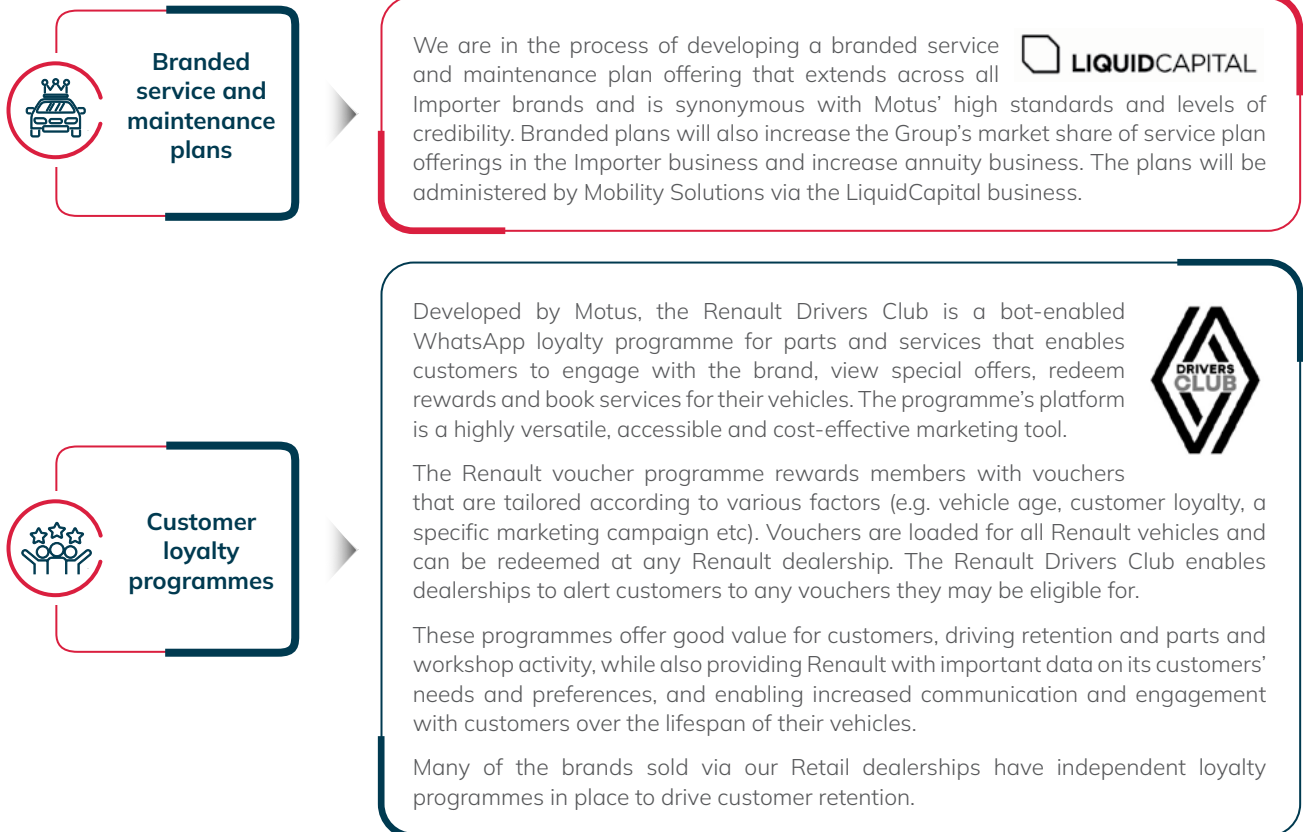 Branded
service and
maintenance
plans
We are in the process of developing a branded service
and maintenance plan offering that extends across all
Importer brands and is synonymous with Motus’ high standards and levels of
credibility. Branded plans will also increase the Group’s market share of service plan
offerings in the Importer business and increase annuity business. The plans will be
administered by Mobility Solutions via the LiquidCapital business.
LIQUIDCAPITAL
Customer
loyalty
programmes
Developed by Motus, the Renault Drivers Club is a bot-enabled
WhatsApp loyalty programme for parts and services that enables
customers to engage with the brand, view special offers, redeem
rewards and book services for their vehicles. The programme’s platform
is a highly versatile, accessible and cost-effective marketing tool.
DRIVERS
CLUB
The Renault voucher programme rewards members with vouchers
that are tailored according to various factors (e.g. vehicle age, customer loyalty, a
specific marketing campaign etc). Vouchers are loaded for all Renault vehicles and
can be redeemed at any Renault dealership. The Renault Drivers Club enables
dealerships to alert customers to any vouchers they may be eligible for.
These programmes offer good value for customers, driving retention and parts and
workshop activity, while also providing Renault with important data on its customers’
needs and preferences, and enabling increased communication and engagement
with customers over the lifespan of their vehicles.
Many of the brands sold via our Retail dealerships have independent loyalty
programmes in place to drive customer retention.